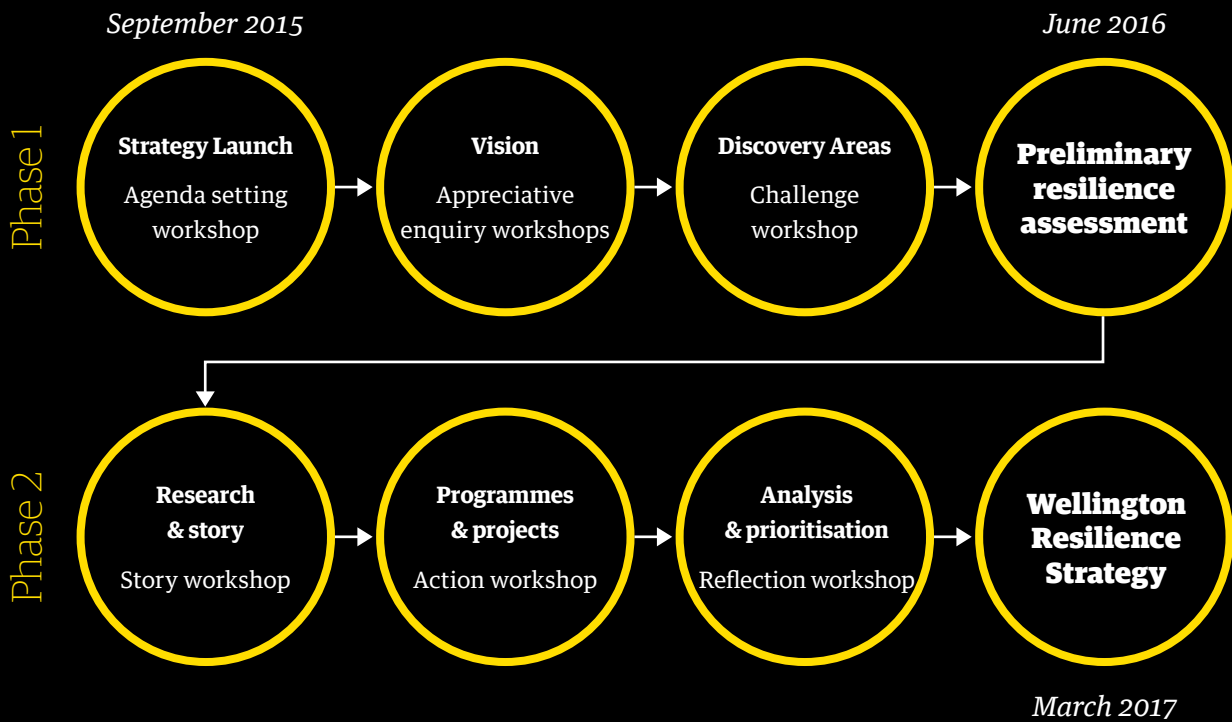 September 2015
June 2016
Phase 1
Strategy Launch
Agenda setting
workshop
Vision
Appreciative
enquiry workshops
Discovery Areas
Challenge
workshop
Preliminary
resilience
assessment
Phase 2
Research
& story
Story workshop
Programmes
& projects
Action workshop
Analysis
& prioritisation
Reflection workshop
Wellington
Resilience
Strategy
March 2017